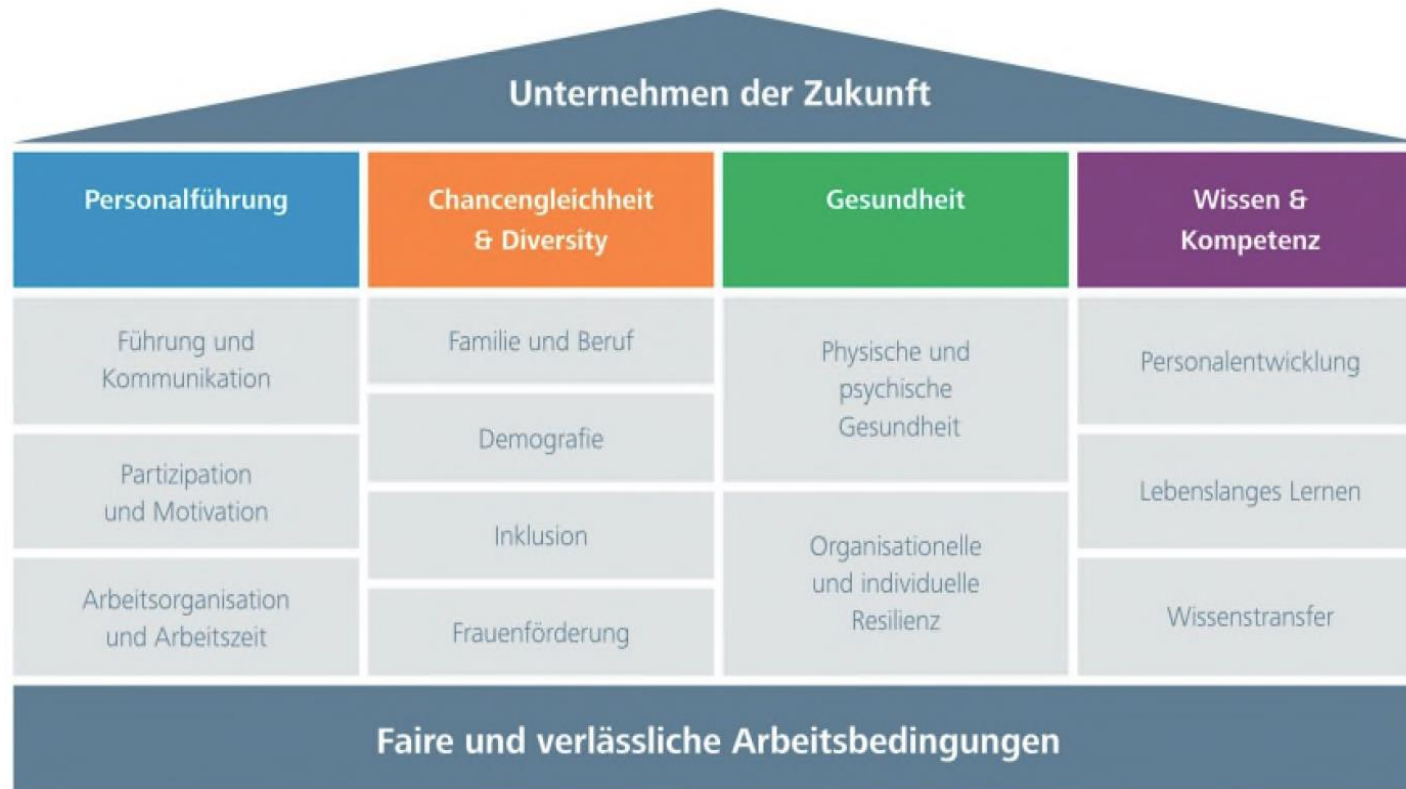 Unternehmen der Zukunft
Personalführung
Führung und
Kommunikation
Partizipation
und Motivation
Arbeitsorganisation
und Arbeitszeit
Chancengleichheit
& Diversity
Familie und Beruf
Demografie
Inklusion
Frauenförderung
Gesundheit
Physische und
psychische
Gesundheit
Organisationelle
und individuelle
Resilienz
Wissen &
Kompetenz
Personalentwicklung
Lebenslanges Lernen
Wissenstransfer
Faire und verlässliche Arbeitsbedingungen